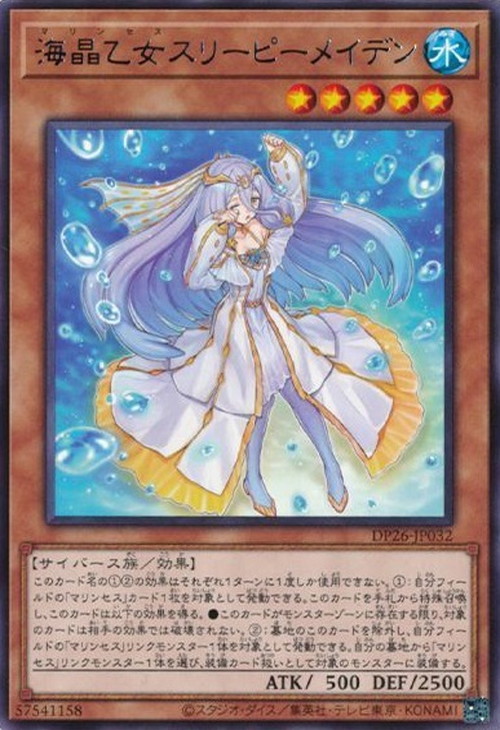 マリンセス
海晶乙女スリーピーメイデン
水
DP26-JP032
【サイバース族／効果】
このカード名の①②の効果はそれぞれ1ターンに1度しか使用できない。①：自分フィー
ルドの「マリンセス」カード1枚を対象として発動できる。このカードを手札から特殊召喚
し、このカードは以下の効果を得る。●このカードがモンスターゾーンに存在する限り、対象
のカードは相手の効果では破壊されない。②：墓地のこのカードを除外し、自分フィー
ルドの「マリンセス」リンクモンスター1体を対象として発動できる。自分の墓地から「マリン
セス」リンクモンスター1体を選び、装備カード扱いとして対象のモンスターに装備する。
ATK/ 500 DEF/2500
57541158 ©スタジオ・ダイス/集英社・テレビ東京・KONAMI